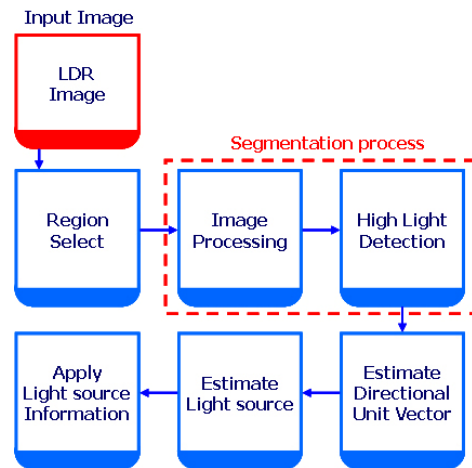 Input Image
LDR
Image
Segmentation process
Region
Select
Image
Processing
High Light
Detection
Apply
Light source
Information
Estimate
Light source
Estimate
Directional
Unit Vector